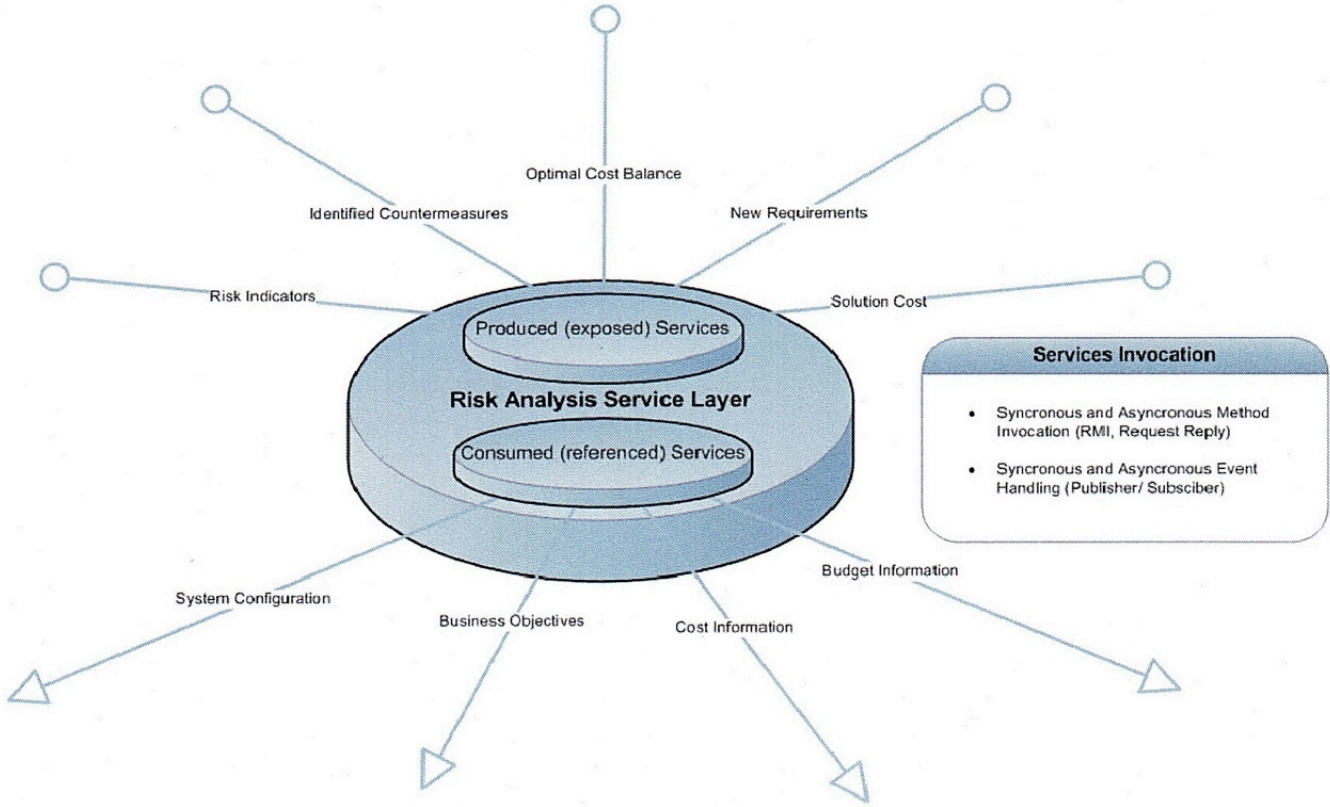 Optimal Cost Balance
Identified Countermeasures
New Requirements
Risk Indicators
Solution Cost
Produced (exposed) Services
Risk Analysis Service Layer
Consumed (referenced) Services
Services Invocation
• Syncronous and Asyncronous Method
Invocation (RMI, Request Reply)
• Syncronous and Asyncronous Event
Handling (Publisher/ Subsciber)
System Configuration
Business Objectives
Cost Information
Budget Information